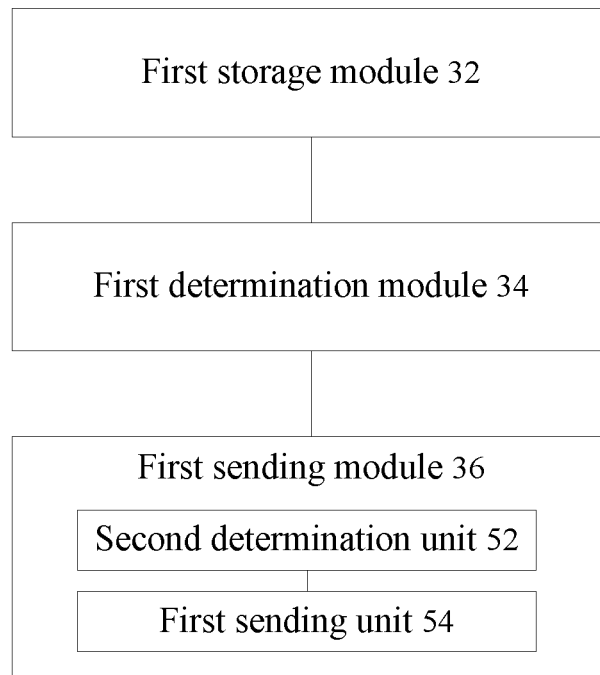 First storage module 32
First determination module 34
First sending module 36
Second determination unit 52
First sending unit 54